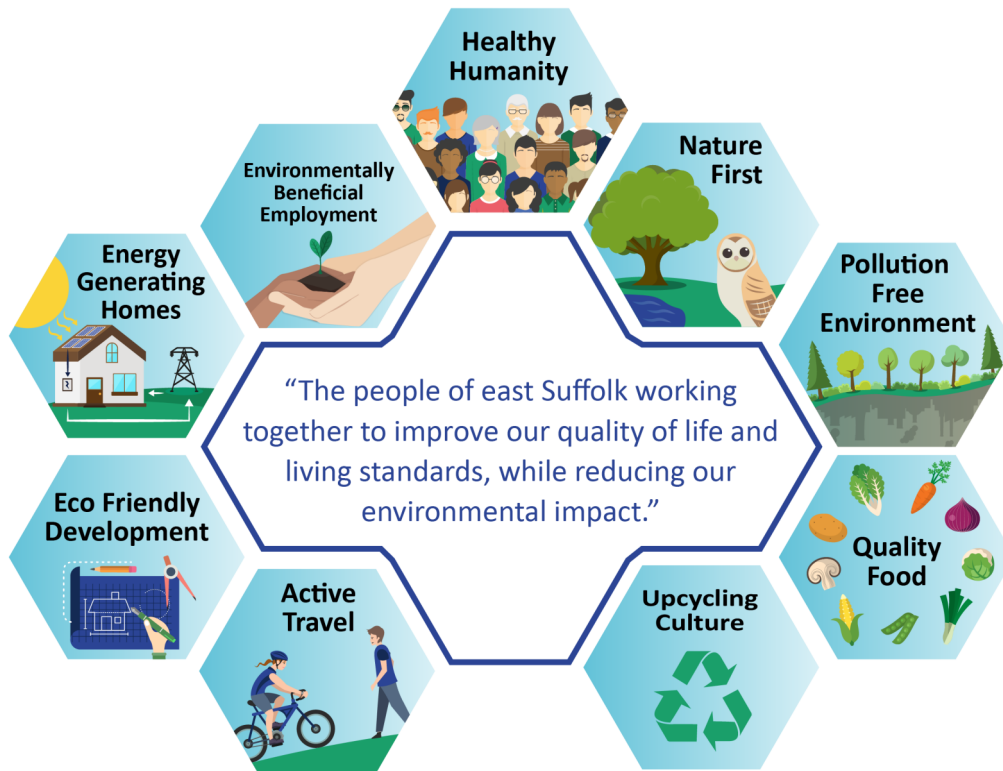 Healthy
Humanity
Environmentally
Beneficial
Employment
Nature
First
Energy
Generating
Homes
Pollution
Free
Environment
“The people of east Suffolk working
together to improve our quality of life and
living standards, while reducing our
environmental impact.”
Eco Friendly
Development
Quality
Food
Active
Travel
Upcycling
Culture